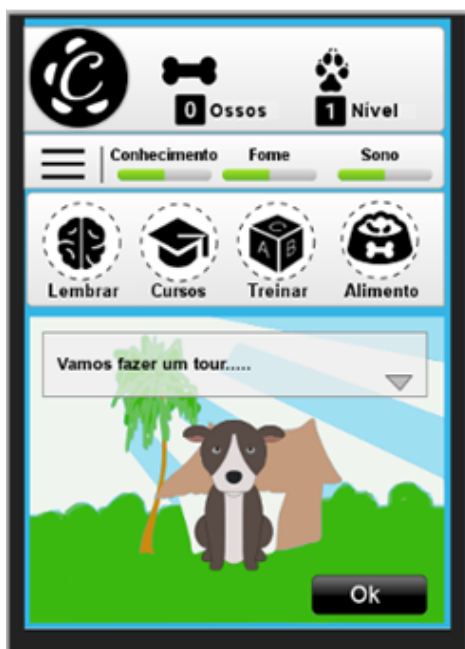 C
0 Ossos
1 Nível
Conhecimento Fome Sono
C
A B
Lembrar Cursos Treinar Alimento
Vamos fazer um tour.....
Ok